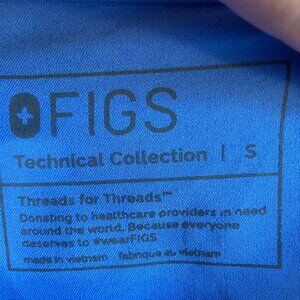 FIGS
Technical Collection | S
Threads for Threads™
Donating to healthcare providers in need
around the world. Because everyone
deserves to #wearFIGS
made in vietnam fabriqué au vietnam